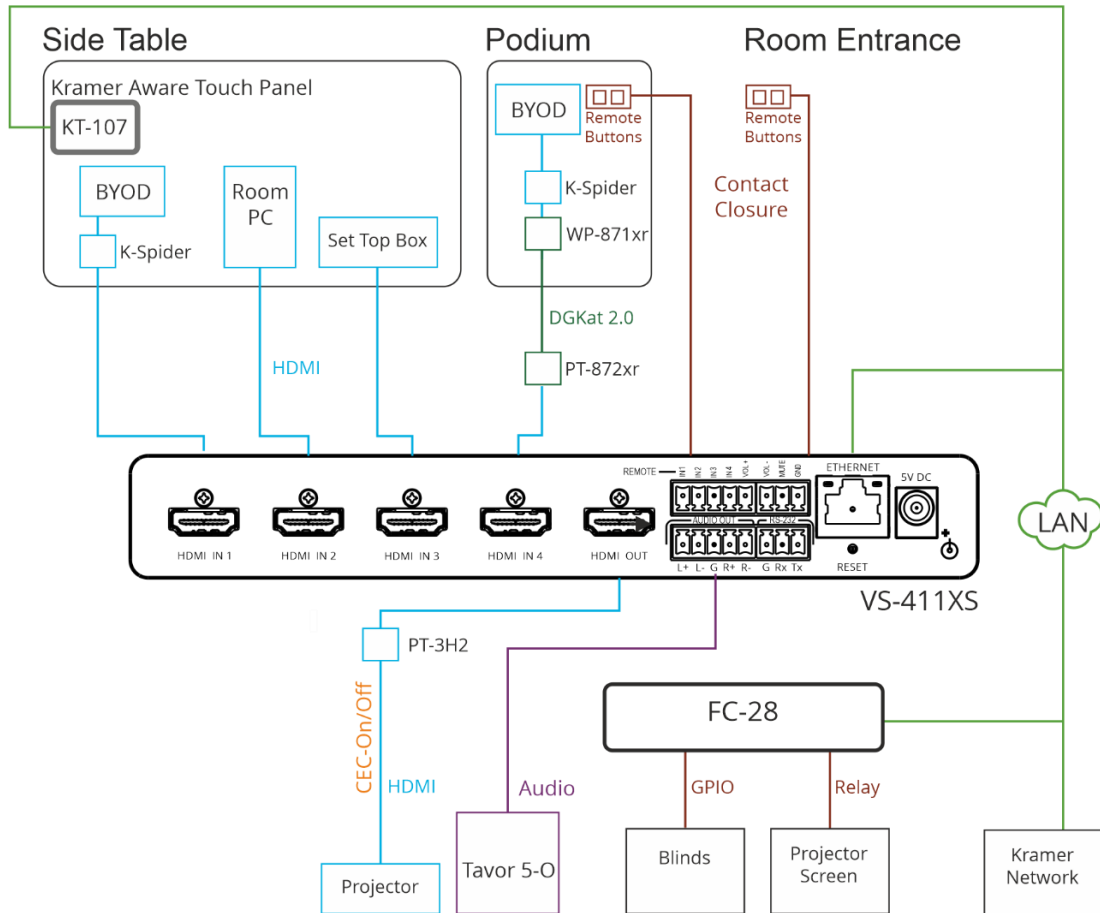 Side Table
Podium
Room Entrance
Kramer Aware Touch Panel
KT-107
BYOD
Remote
Buttons
Remote
Buttons
BYOD
Room
PC
K-Spider
Contact
Closure
K-Spider
Set Top Box
WP-871xr
DGKat 2.0
HDMI
PT-872xr
REMOTE
IN1
IN2
IN3
IN4
VOL+
VOL-
MUTE
GND
ETHERNET
5V DC
AUDIO OUT
RS-232
LAN
HDMI IN 1
HDMI IN 2
HDMI IN 3
HDMI IN 4
HDMI OUT
L+ L- G R+ R- G Rx Tx
RESET
VS-411XS
PT-3H2
CEC-On/Off
FC-28
HDMI
Audio
GPIO
Relay
Projector
Tavor 5-O
Blinds
Projector
Screen
Kramer
Network